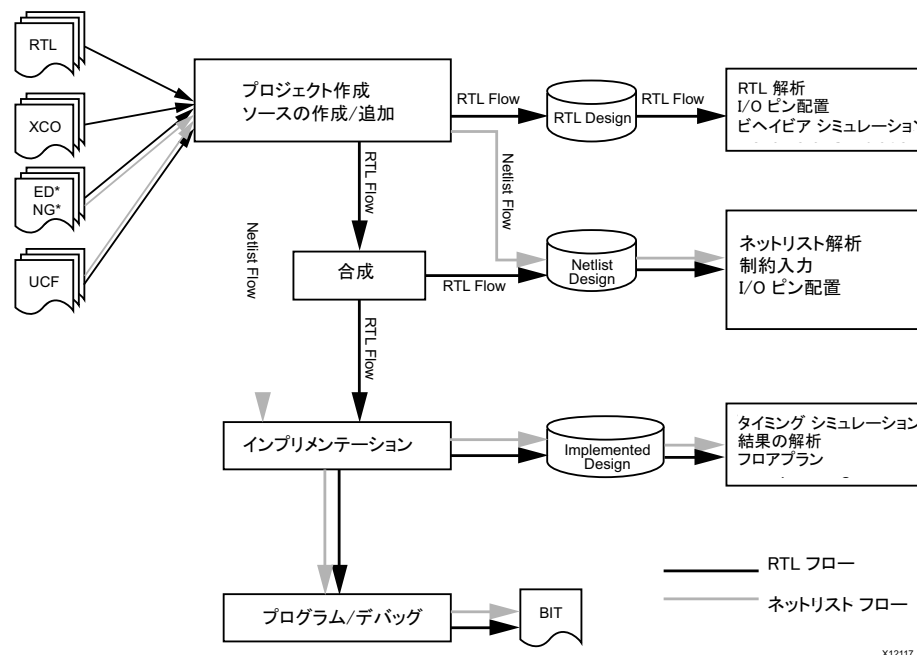 RTL
XCO
ED*
NG*
UCF
プロジェクト作成
ソースの作成/追加
RTL Flow
RTL Design
RTL Flow
RTL 解析
I/O ピン配置
ビヘイビア シミュレーション
RTL Flow
Netlist Flow
Netlist Flow
合成
RTL Flow
Netlist
Design
ネットリスト解析
制約入力
I/O ピン配置
RTL Flow
インプリメンテーション
Implemented
Design
タイミング シミュレーション
結果の解析
フロアプラン
プログラム/デバッグ
BIT
RTL フロー
ネットリスト フロー
X12117